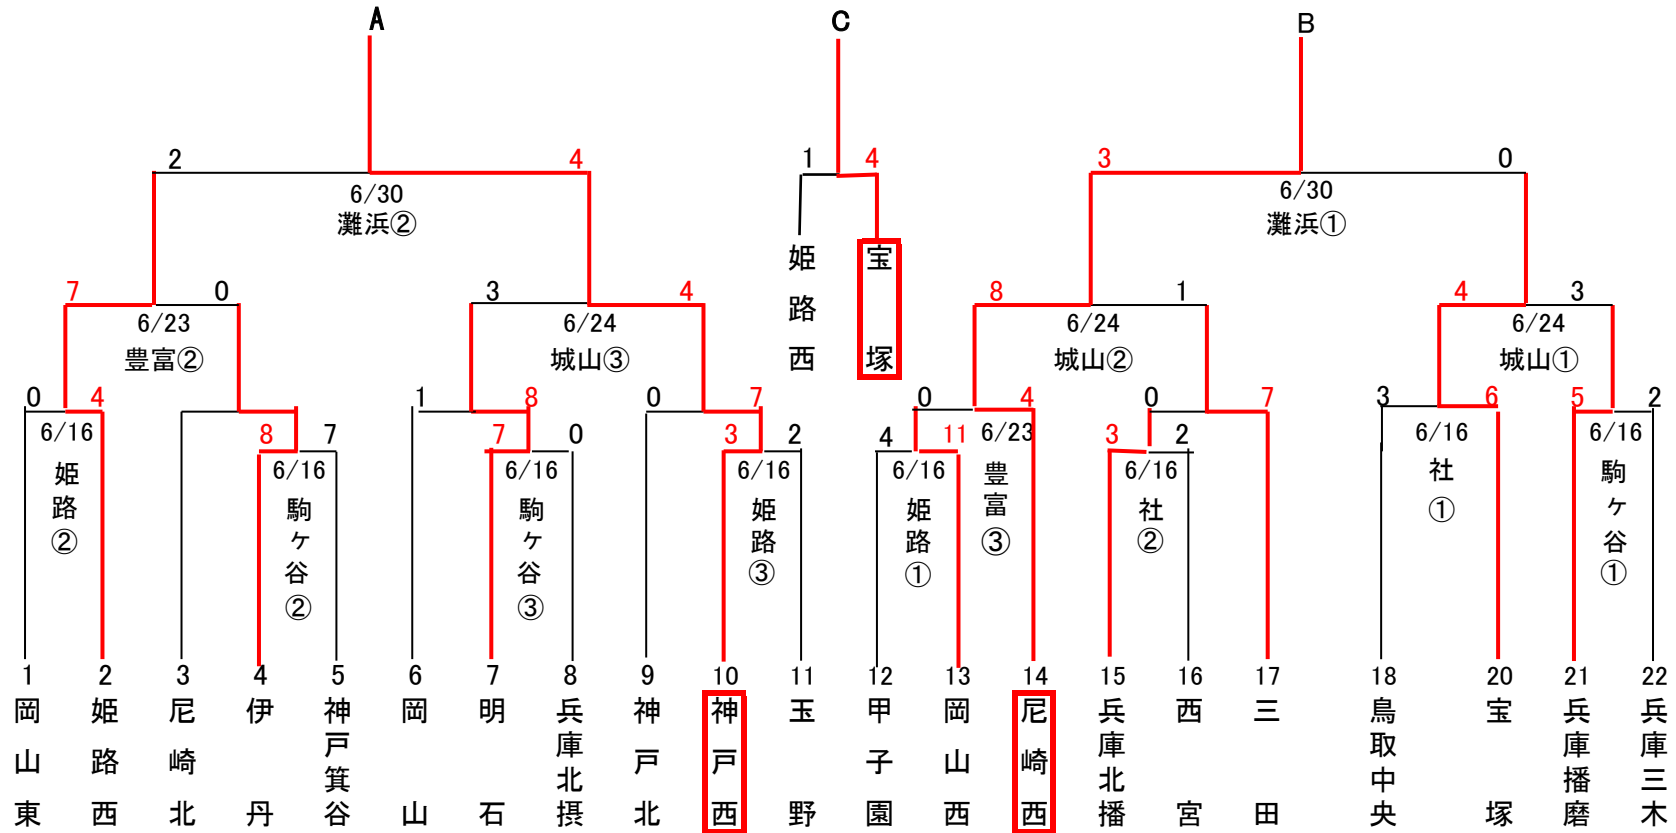 A
C
B
2
4
1
4
3
0
6/30
灘浜②
6/30
灘浜①
姫路西
宝塚
7
0
3
4
8
1
4
3
6/23
豊富②
6/24
城山③
6/24
城山②
6/24
城山①
0
4
1
8
0
7
0
4
0
7
3
6
5
2
6/16
姫路②
8
7
7
0
3
2
4
11
6/23
豊富③
3
2
6/16
社①
6/16
駒ヶ谷①
6/16
駒ヶ谷②
6/16
駒ヶ谷③
6/16
姫路③
6/16
姫路①
6/16
社②
1
2
3
4
5
6
7
8
9
10
11
12
13
14
15
16
17
18
20
21
22
岡山東
姫路西
尼崎北
伊丹
神戸箕谷
岡山
明石
兵庫北摂
神戸北
神戸西
玉野
甲子園
岡山西
尼崎西
兵庫北播
西宮
三田
鳥取中央
宝塚
兵庫播磨
兵庫三木